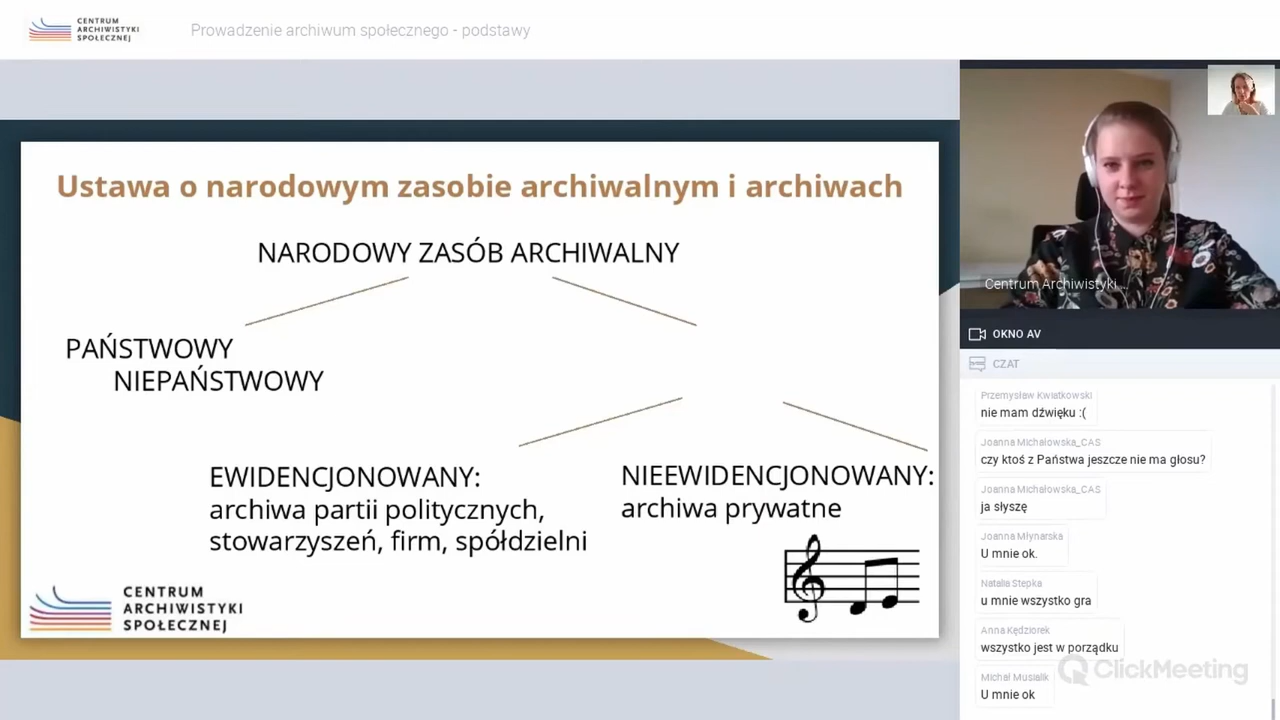 CENTRUM
ARCHIWISTYKI
SPOŁECZNEJ
Prowadzenie archiwum społecznego - podstawy
Ustawa o narodowym zasobie archiwalnym i archiwach
NARODOWY ZASÓB ARCHIWALNY
PAŃSTWOWY
NIEPAŃSTWOWY
EWIDENCJONOWANY:
archiwa partii politycznych,
stowarzyszeń, firm, spółdzielni
NIEEWIDENCJONOWANY:
archiwa prywatne
CENTRUM
ARCHIWISTYKI
SPOŁECZNEJ
Centrum Archiwistyki ...
OKNO AV
CZAT
Przemysław Kwiatkowski
nie mam dźwięku :(
Joanna Michałowska_CAS
czy ktoś z Państwa jeszcze nie ma głosu?
Joanna Michałowska_CAS
ja słyszę
Joanna Młynarska
U mnie ok.
Natalia Stępka
u mnie wszystko gra
Anna Kędziorek
wszystko jest w porządku
Michał Musialik
U mnie ok
ClickMeeting